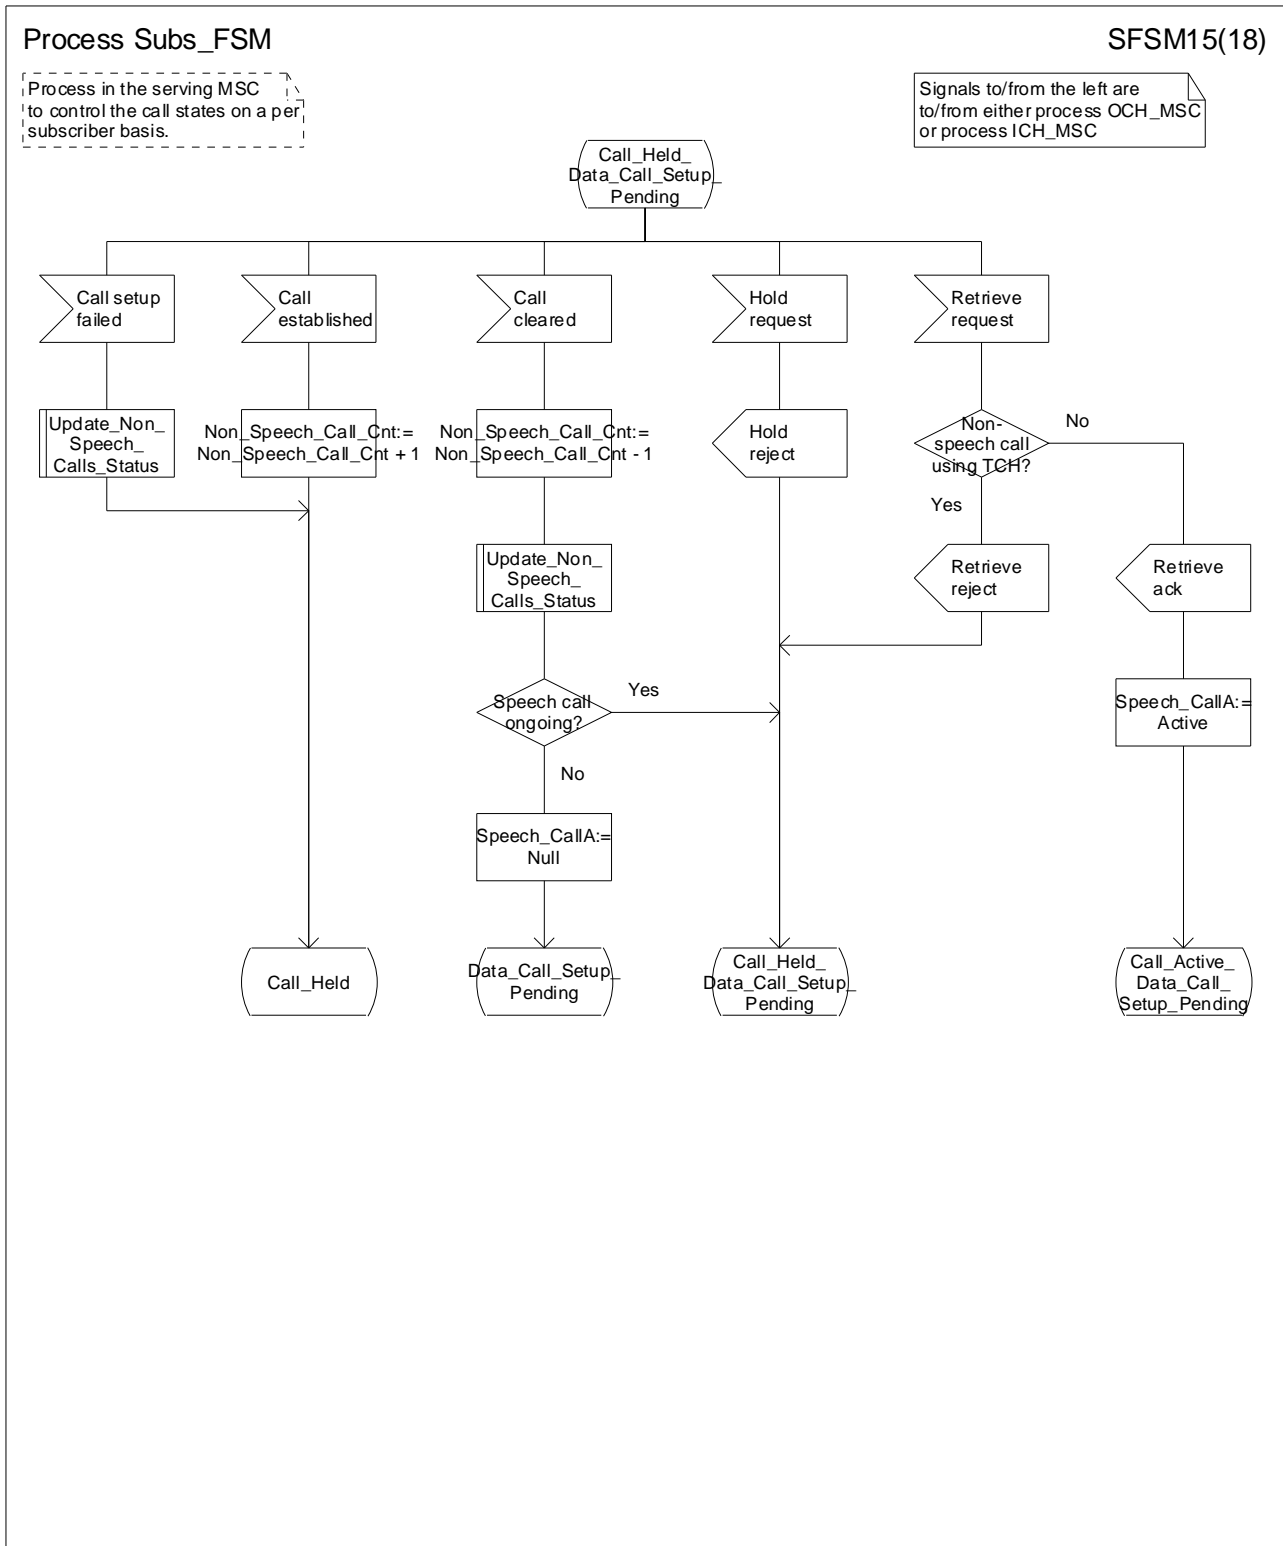 Process Subs_FSM
SFSM15(18)
Process in the serving MSC
to control the call states on a per
subscriber basis.
Signals to/from the left are
to/from either process OCH_MSC
or process ICH_MSC
Call_Held_
Data_Call_Setup_
Pending
Call setup
failed
Call
established
Call
cleared
Hold
request
Retrieve
request
Update_Non_
Speech_
Calls_Status
Non_Speech_Call_Cnt:=
Non_Speech_Call_Cnt + 1
Non_Speech_Call_Cnt:=
Non_Speech_Call_Cnt - 1
Hold
reject
Non-
speech call
using TCH?
No
Yes
Update_Non_
Speech_
Calls_Status
Retrieve
reject
Retrieve
ack
Speech call
ongoing?
Yes
No
Speech_CallA:=
Active
Speech_CallA:=
Null
Call_Held
Data_Call_Setup_
Pending
Call_Held_
Data_Call_Setup_
Pending
Call_Active_
Data_Call_
Setup_Pending